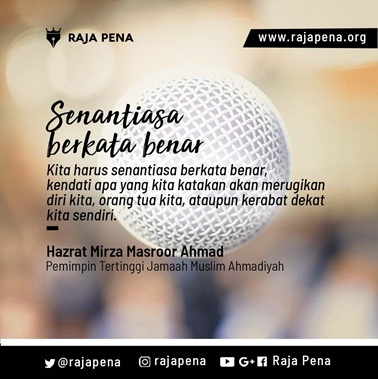 RAJA PENA
www.rajapena.org
Senantiasa
berkata benar
Kita harus senantiasa berkata benar,
kendati apa yang kita katakan akan merugikan
diri kita, orang tua kita, ataupun kerabat dekat
kita sendiri.
Hazrat Mirza Masroor Ahmad
Pemimpin Tertinggi Jamaah Muslim Ahmadiyah
@rajapena rajapena Raja Pena